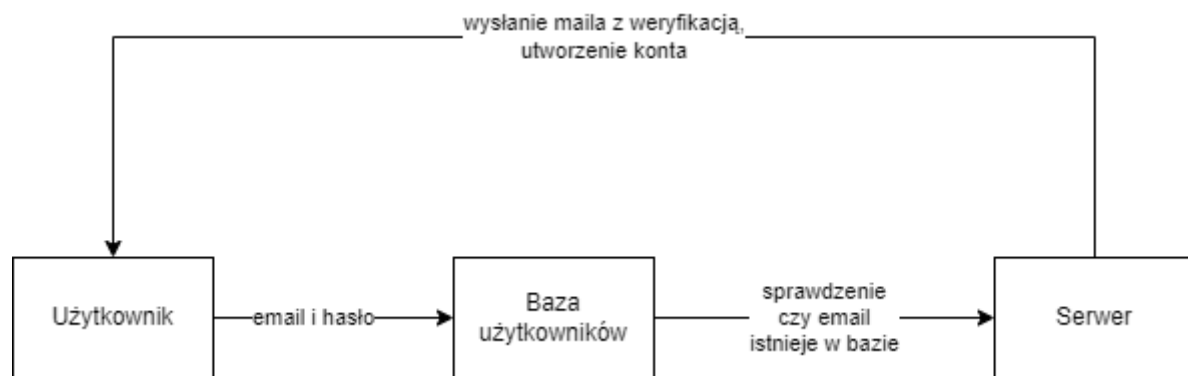 wysłanie maila z weryfikacją,
utworzenie konta
Użytkownik
email i hasło
Baza
użytkowników
sprawdzenie
czy email
istnieje w bazie
Serwer